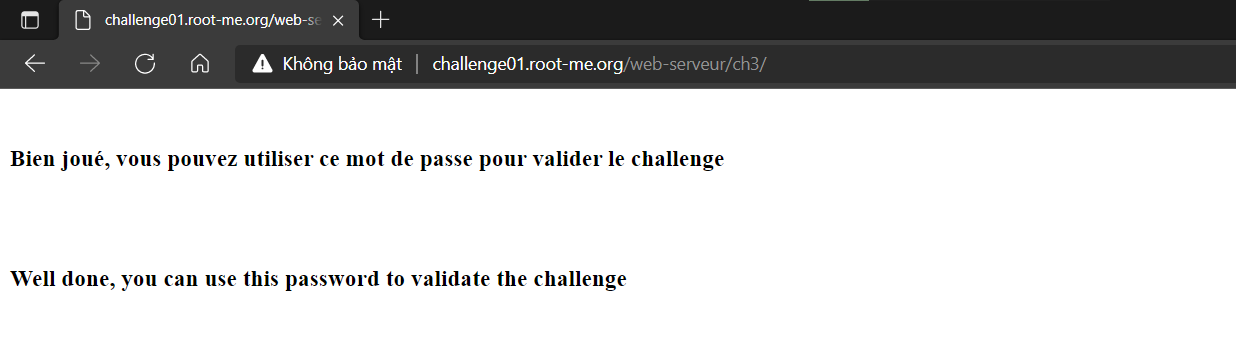 challenge01.root-me.org/web-se
Không bảo mật challenge01.root-me.org/web-serveur/ch3/
Bien joué, vous pouvez utiliser ce mot de passe pour valider le challenge
Well done, you can use this password to validate the challenge